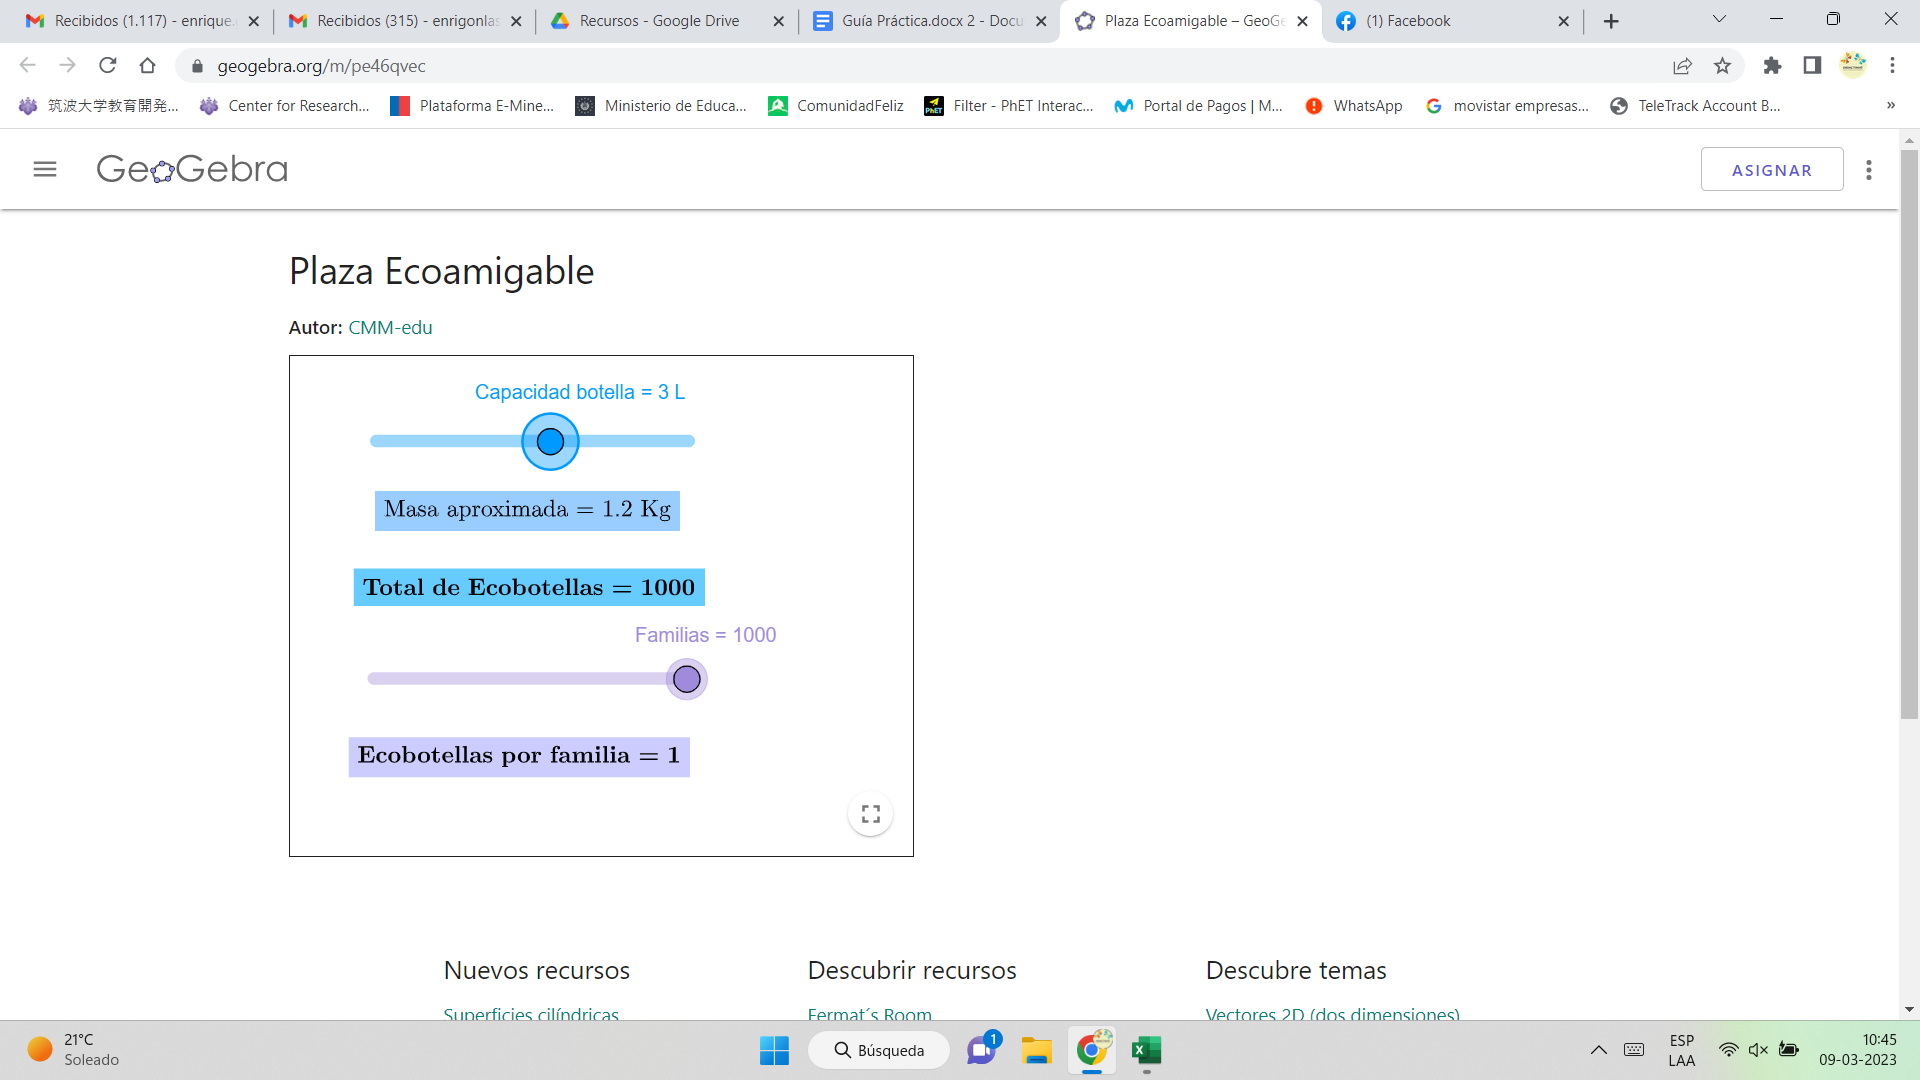 Recibidos (1.117) - enrique.
Recibidos (315) - enrigonlas
Recursos - Google Drive
Guía Práctica.docx 2 - Docu
Plaza Ecoamigable – GeoGe
(1) Facebook
geogebra.org/m/pe46qvec
筑波大学教育開発...
Center for Research...
Plataforma E-Mine...
Ministerio de Educa...
ComunidadFeliz
PhET
Filter - PhET Interac...
Portal de Pagos | M...
WhatsApp
movistar empresas...
TeleTrack Account B...
»
GeoGebra
ASIGNAR
Plaza Ecoamigable
Autor: CMM-edu
Capacidad botella = 3 L
Masa aproximada = 1.2 Kg
Total de Ecobotellas = 1000
Familias = 1000
Ecobotellas por familia = 1
Nuevos recursos
Descubrir recursos
Descubre temas
Superficies cilíndricas
Fermat´s Room
Vectores 2D (dos dimensiones)
21°C
Soleado
Búsqueda
1
ESP
LAA
10:45
09-03-2023